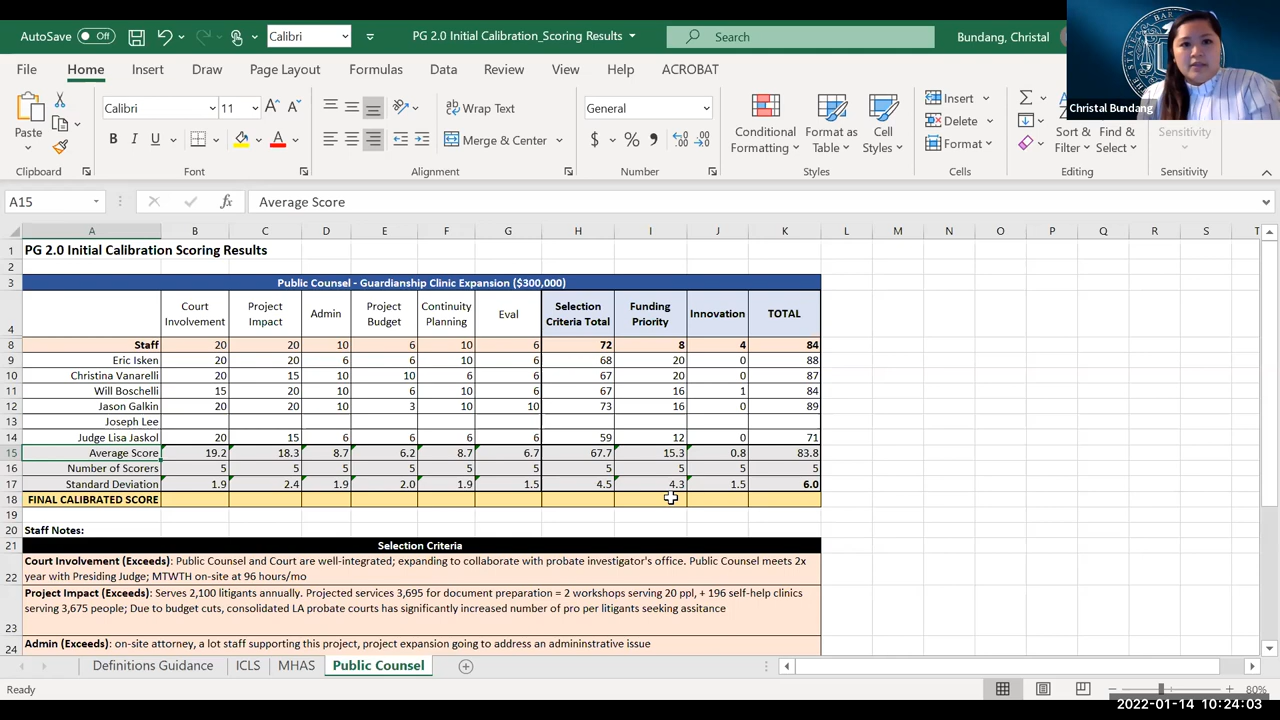 AutoSave Off Calibri PG 2.0 Initial Calibration_Scoring Results Search Bundang, Christal
File Home Insert Draw Page Layout Formulas Data Review View Help ACROBAT
Christal Bundang
Paste Calibri 11 Wrap Text General Conditional Formatting Format as Table Cell Styles Insert Sort & Filter Find & Select Sensitivity
B I U Merge & Center $ % Delete
Format
Clipboard Font Alignment Number Styles Cells Editing Sensitivity
A15 fx Average Score
A B C D E F G H I J K L M N O P Q R S T
1 PG 2.0 Initial Calibration Scoring Results
2
3 Public Counsel - Guardianship Clinic Expansion ($300,000)
4 Court Involvement Project Impact Admin Project Budget Continuity Planning Eval Selection Criteria Total Funding Priority Innovation TOTAL
8 Staff 20 20 10 6 10 6 72 8 4 84
9 Eric Isken 20 20 6 6 10 6 68 20 0 88
10 Christina Vanarelli 20 15 10 10 6 6 67 20 0 87
11 Will Boschelli 15 20 10 6 10 6 67 16 1 84
12 Jason Galkin 20 20 10 3 10 10 73 16 0 89
13 Joseph Lee
14 Judge Lisa Jaskol 20 15 6 6 6 6 59 12 0 71
15 Average Score 19.2 18.3 8.7 6.2 8.7 6.7 67.7 15.3 0.8 83.8
16 Number of Scorers 5 5 5 5 5 5 5 5 5 5
17 Standard Deviation 1.9 2.4 1.9 2.0 1.9 1.5 4.5 4.3 1.5 6.0
18 FINAL CALIBRATED SCORE
19
20 Staff Notes:
21 Selection Criteria
22 Court Involvement (Exceeds): Public Counsel and Court are well-integrated; expanding to collaborate with probate investigator's office. Public Counsel meets 2x
year with Presiding Judge; MTWTH on-site at 96 hours/mo
23 Project Impact (Exceeds): Serves 2,100 litigants annually. Projected services 3,695 for document preparation = 2 workshops serving 20 ppl, + 196 self-help clinics
serving 3,675 people; Due to budget cuts, consolidated LA probate courts has significantly increased number of pro per litigants seeking assitance
24 Admin (Exceeds): on-site attorney, a lot staff supporting this project, project expansion going to address an admininstrative issue
Definitions Guidance ICLS MHAS Public Counsel
Ready 80%
2022-01-14 10:24:03